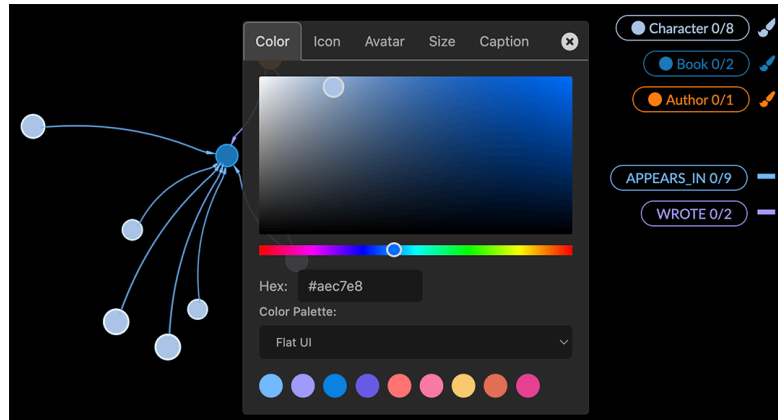 Color Icon Avatar Size Caption
Character 0/8
Book 0/2
Author 0/1
APPEARS_IN 0/9
WROTE 0/2
Hex: #aec7e8
Color Palette:
Flat UI